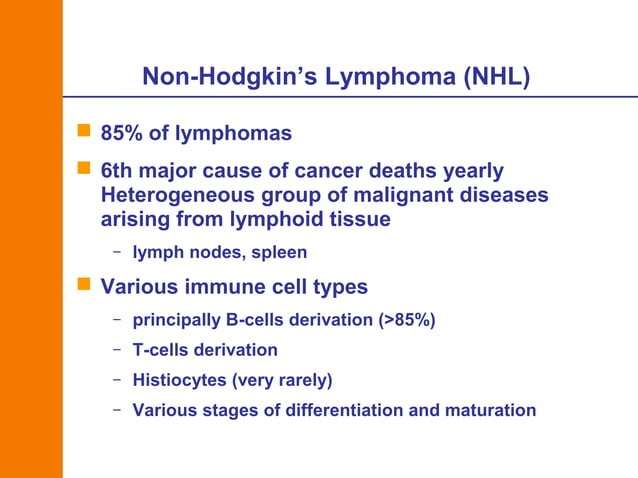 Non-Hodgkin’s Lymphoma (NHL)
85% of lymphomas
6th major cause of cancer deaths yearly
Heterogeneous group of malignant diseases
arising from lymphoid tissue
– lymph nodes, spleen
Various immune cell types
– principally B-cells derivation (>85%)
– T-cells derivation
– Histiocytes (very rarely)
– Various stages of differentiation and maturation